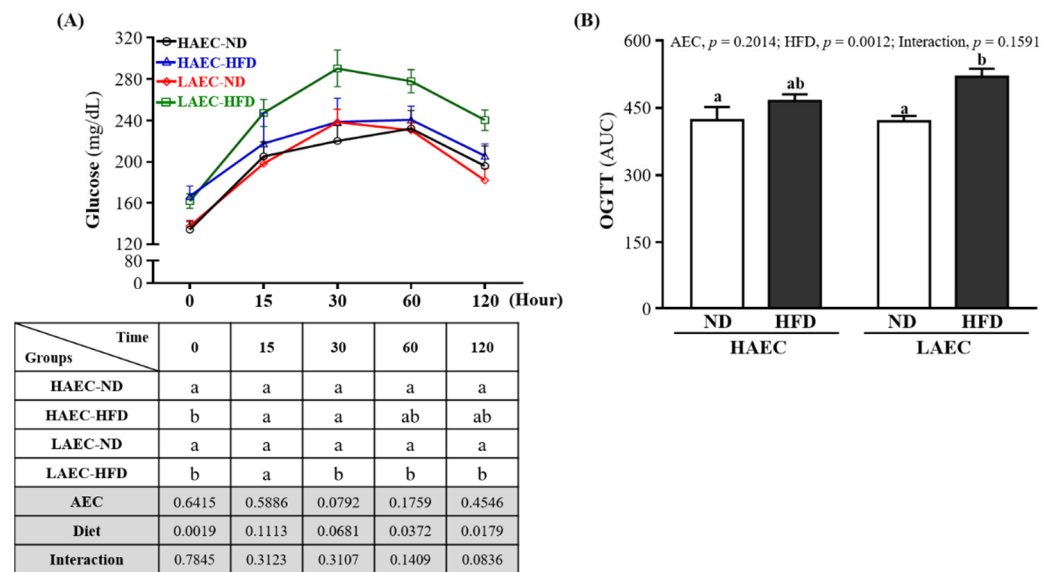 (A)
320
280
240
200
160
120
80
0
Glucose (mg/dL)
HAEC-ND
HAEC-HFD
LAEC-ND
LAEC-HFD
0 15 30 60 120 (Hour)
Time
Groups
0 15 30 60 120
HAEC-ND a a a a a
HAEC-HFD b a a ab ab
LAEC-ND a a a a a
LAEC-HFD b a b b b
AEC 0.6415 0.5886 0.0792 0.1759 0.4546
Diet 0.0019 0.1113 0.0681 0.0372 0.0179
Interaction 0.7845 0.3123 0.3107 0.1409 0.0836
(B)
AEC, p = 0.2014; HFD, p = 0.0012; Interaction, p = 0.1591
600
450
300
150
0
OGTT (AUC)
a ab a b
ND HFD ND HFD
HAEC LAEC